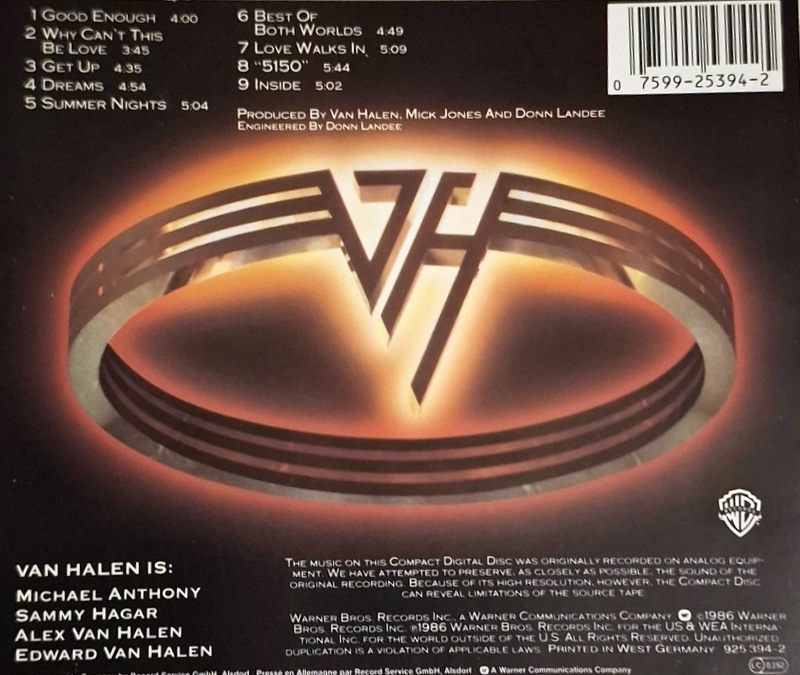 1 Good Enough 4:00
2 Why Can't This
Be Love 3:45
3 Get Up 4:35
4 Dreams 4:54
5 Summer Nights 5:04
6 Best Of
Both Worlds 4:49
7 Love Walks In 5:09
8 "5150" 5:44
9 Inside 5:02
Produced By Van Halen, Mick Jones And Donn Landee
Engineered By Donn Landee
0 7599-25394-2
VH
VAN HALEN IS:
Michael Anthony
Sammy Hagar
Alex Van Halen
Edward Van Halen
The music on this Compact Digital Disc was originally recorded on analog equip-
ment. We have attempted to preserve, as closely as possible, the sound of the
original recording. Because of its high resolution, however, the Compact Disc
can reveal limitations of the source tape.
Warner Bros. Records Inc., a Warner Communications Company ©1986 Warner
Bros. Records Inc. ℗1986 Warner Bros. Records Inc. for the US & WEA Interna-
tional Inc. for the world outside of the U.S. All Rights Reserved. Unauthorized
duplication is a violation of applicable laws. Printed in West Germany 925 394-2
by Record Service GmbH, Alsdorf Pressé en Allemagne par Record Service GmbH, Alsdorf A Warner Communications Company
LC 0392